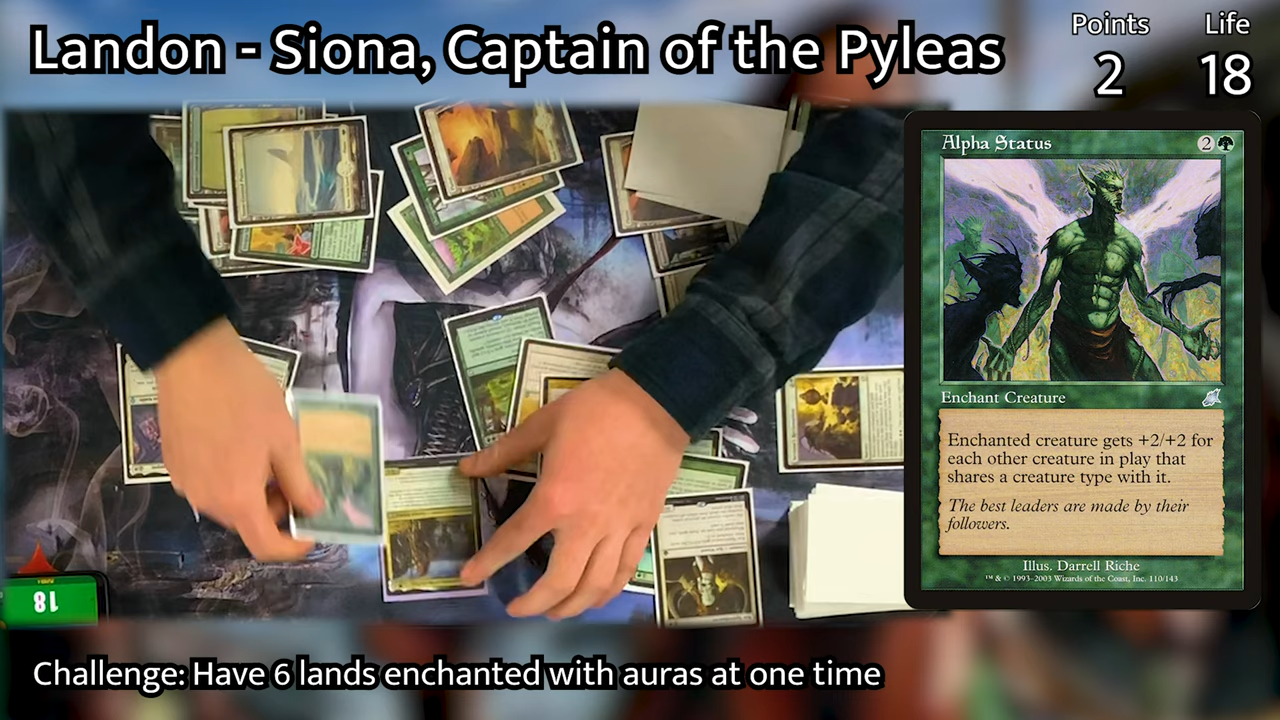 Landon - Siona, Captain of the Pyleas
Points
Life
2
18
Alpha Status
2
Enchant Creature
Enchanted creature gets +2/+2 for
each other creature in play that
shares a creature type with it.
The best leaders are made by their
followers.
Illus. Darrell Riche
™ & © 1993-2003 Wizards of the Coast, Inc. 110/143
18
Challenge: Have 6 lands enchanted with auras at one time